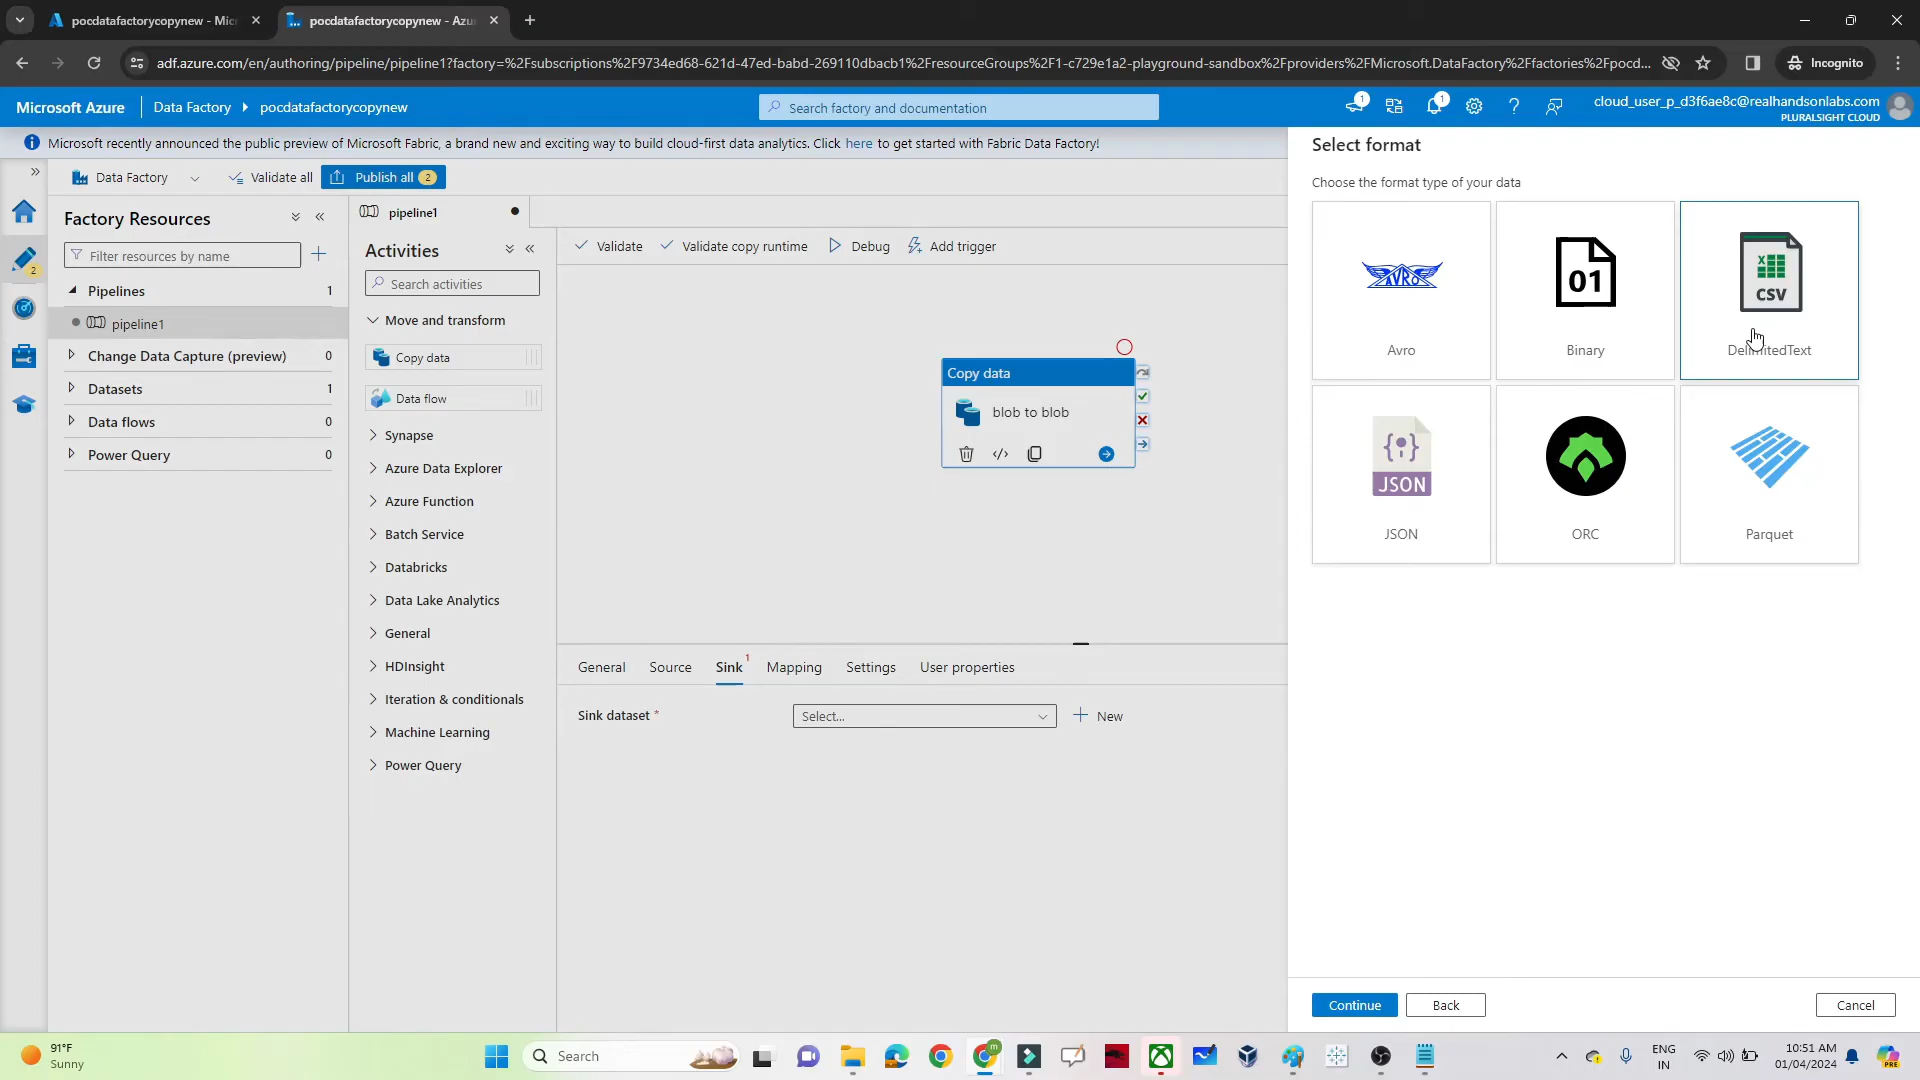 pocdatafactorycopynew - Mic
pocdatafactorycopynew - Azu
adf.azure.com/en/authoring/pipeline/pipeline1?factory=%2Fsubscriptions%2F9734ed68-621d-47ed-babd-269110dbacb1%2FresourceGroups%2F1-c729e1a2-playground-sandbox%2Fproviders%2FMicrosoft.DataFactory%2Ffactories%2Fpocd...
Incognito
Microsoft Azure
Data Factory
pocdatafactorycopynew
Search factory and documentation
1
1
cloud_user_p_d3f6ae8c@realhandsonlabs.com
PLURALSIGHT CLOUD
Microsoft recently announced the public preview of Microsoft Fabric, a brand new and exciting way to build cloud-first data analytics. Click here to get started with Fabric Data Factory!
Data Factory
Validate all
Publish all 2
2
Factory Resources
Filter resources by name
Pipelines 1
pipeline1
Change Data Capture (preview) 0
Datasets 1
Data flows 0
Power Query 0
pipeline1
Activities
Search activities
Move and transform
Copy data
Data flow
Synapse
Azure Data Explorer
Azure Function
Batch Service
Databricks
Data Lake Analytics
General
HDInsight
Iteration & conditionals
Machine Learning
Power Query
Validate
Validate copy runtime
Debug
Add trigger
Copy data
blob to blob
General
Source
Sink 1
Mapping
Settings
User properties
Sink dataset *
Select...
New
Select format
Choose the format type of your data
AVRO
Avro
01
Binary
X
CSV
DelimitedText
JSON
JSON
ORC
Parquet
Continue
Back
Cancel
91°F
Sunny
Search
m
ENG
IN
10:51 AM
01/04/2024
PRE